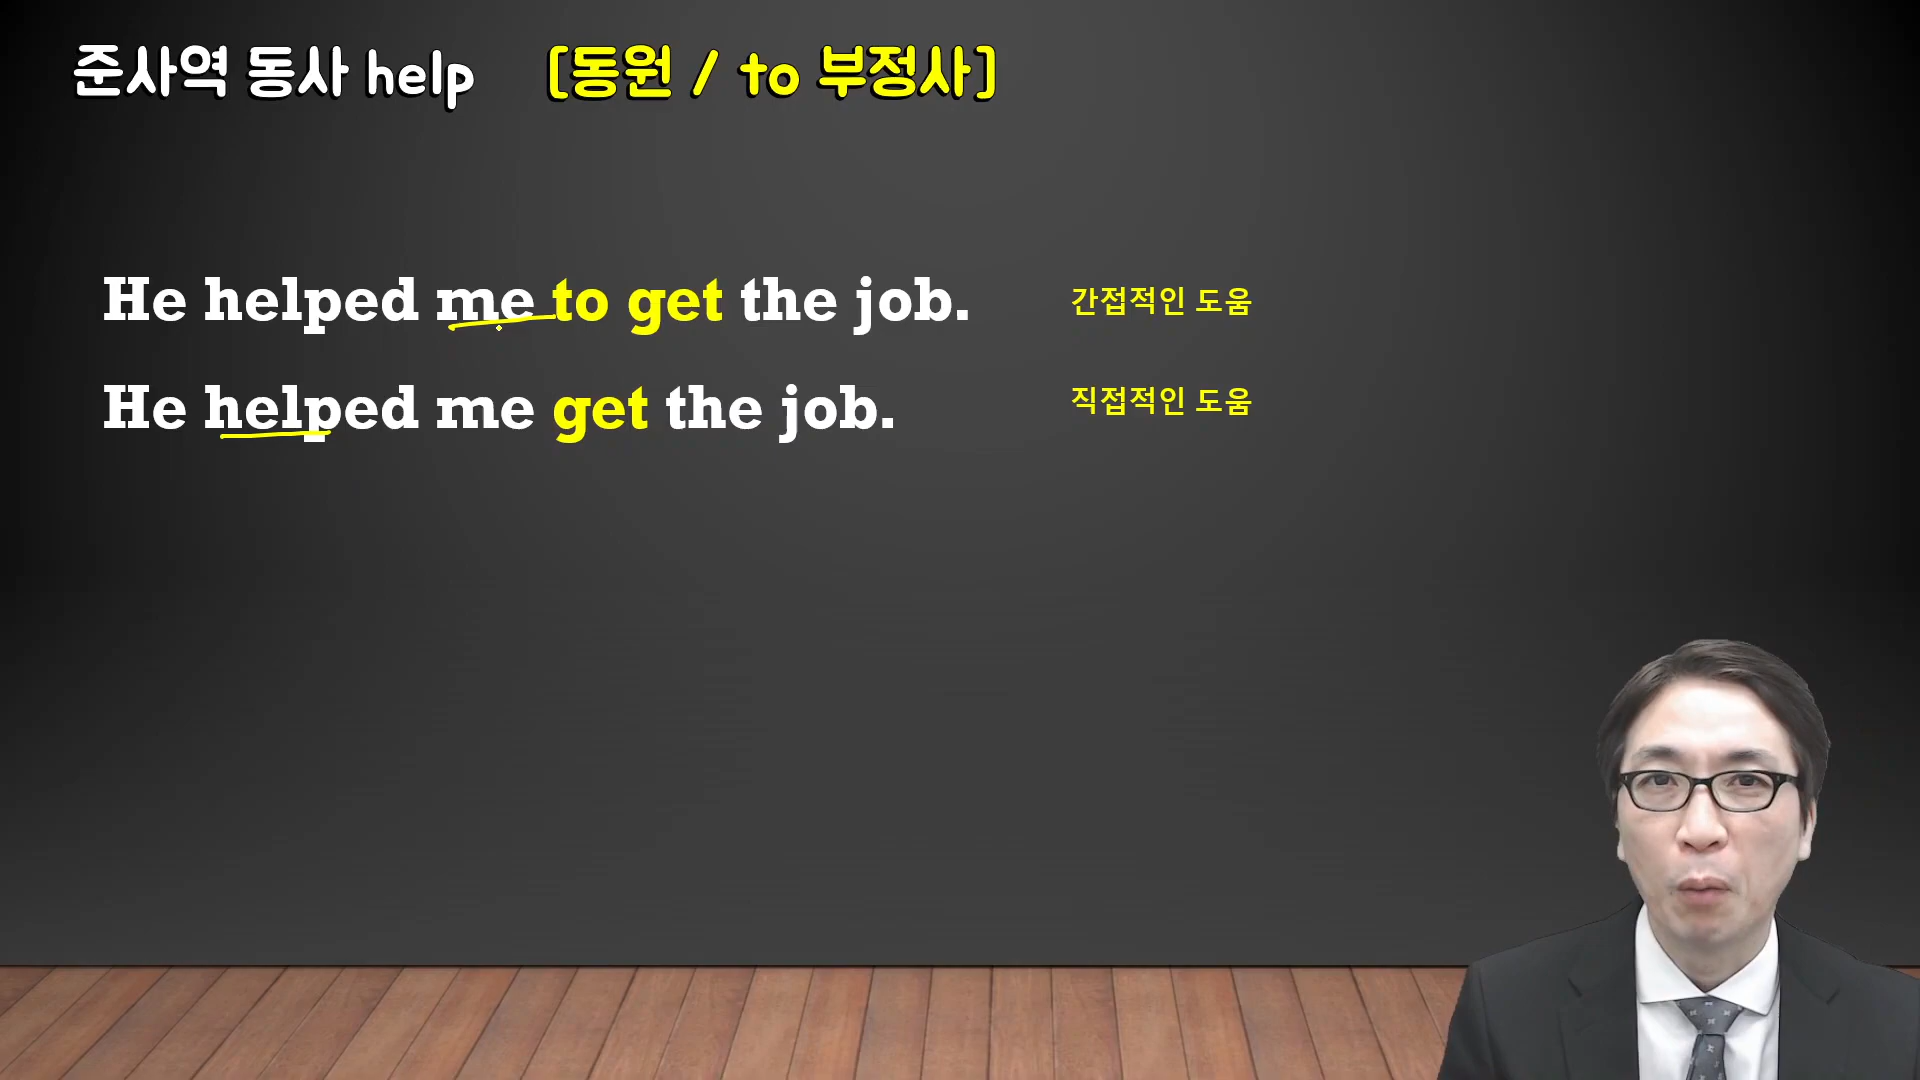 준사역 동사 help [동원 / to 부정사]
He helped me to get the job. 간접적인 도움
He helped me get the job. 직접적인 도움